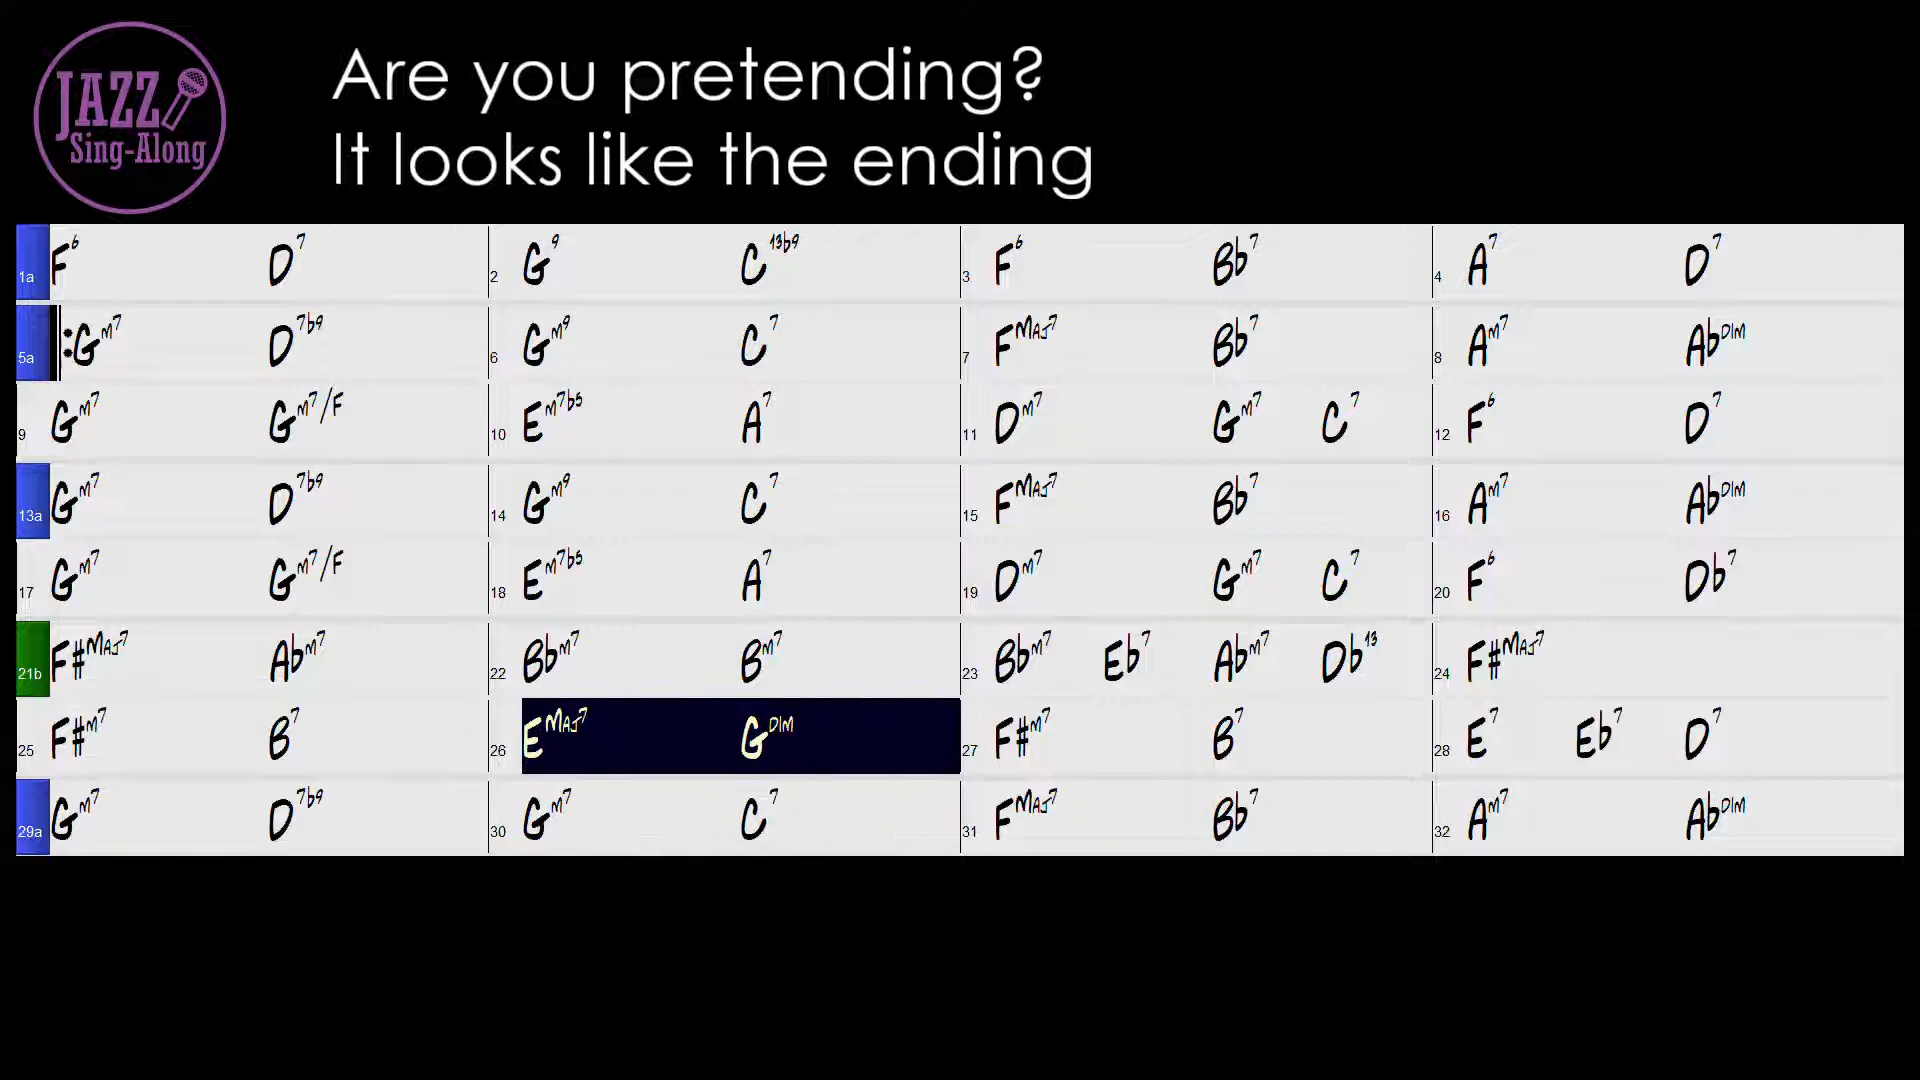 JAZZ
Sing-Along
Are you pretending?
It looks like the ending
1a F6 D7 2 G9 C13b9 3 F6 Bb7 4 A7 D7
5a Gm7 D7b9 6 Gm9 C7 7 FMAJ7 Bb7 8 Am7 AbDIM
9 Gm7 Gm7/F 10 Em7b5 A7 11 Dm7 Gm7 C7 12 F6 D7
13a Gm7 D7b9 14 Gm9 C7 15 FMAJ7 Bb7 16 Am7 AbDIM
17 Gm7 Gm7/F 18 Em7b5 A7 19 Dm7 Gm7 C7 20 F6 Db7
21b F#MAJ7 Abm7 22 Bbm7 Bm7 23 Bbm7 Eb7 Abm7 Db13 24 F#MAJ7
25 F#m7 B7 26 EMAJ7 GDIM 27 F#m7 B7 28 E7 Eb7 D7
29a Gm7 D7b9 30 Gm7 C7 31 FMAJ7 Bb7 32 Am7 AbDIM